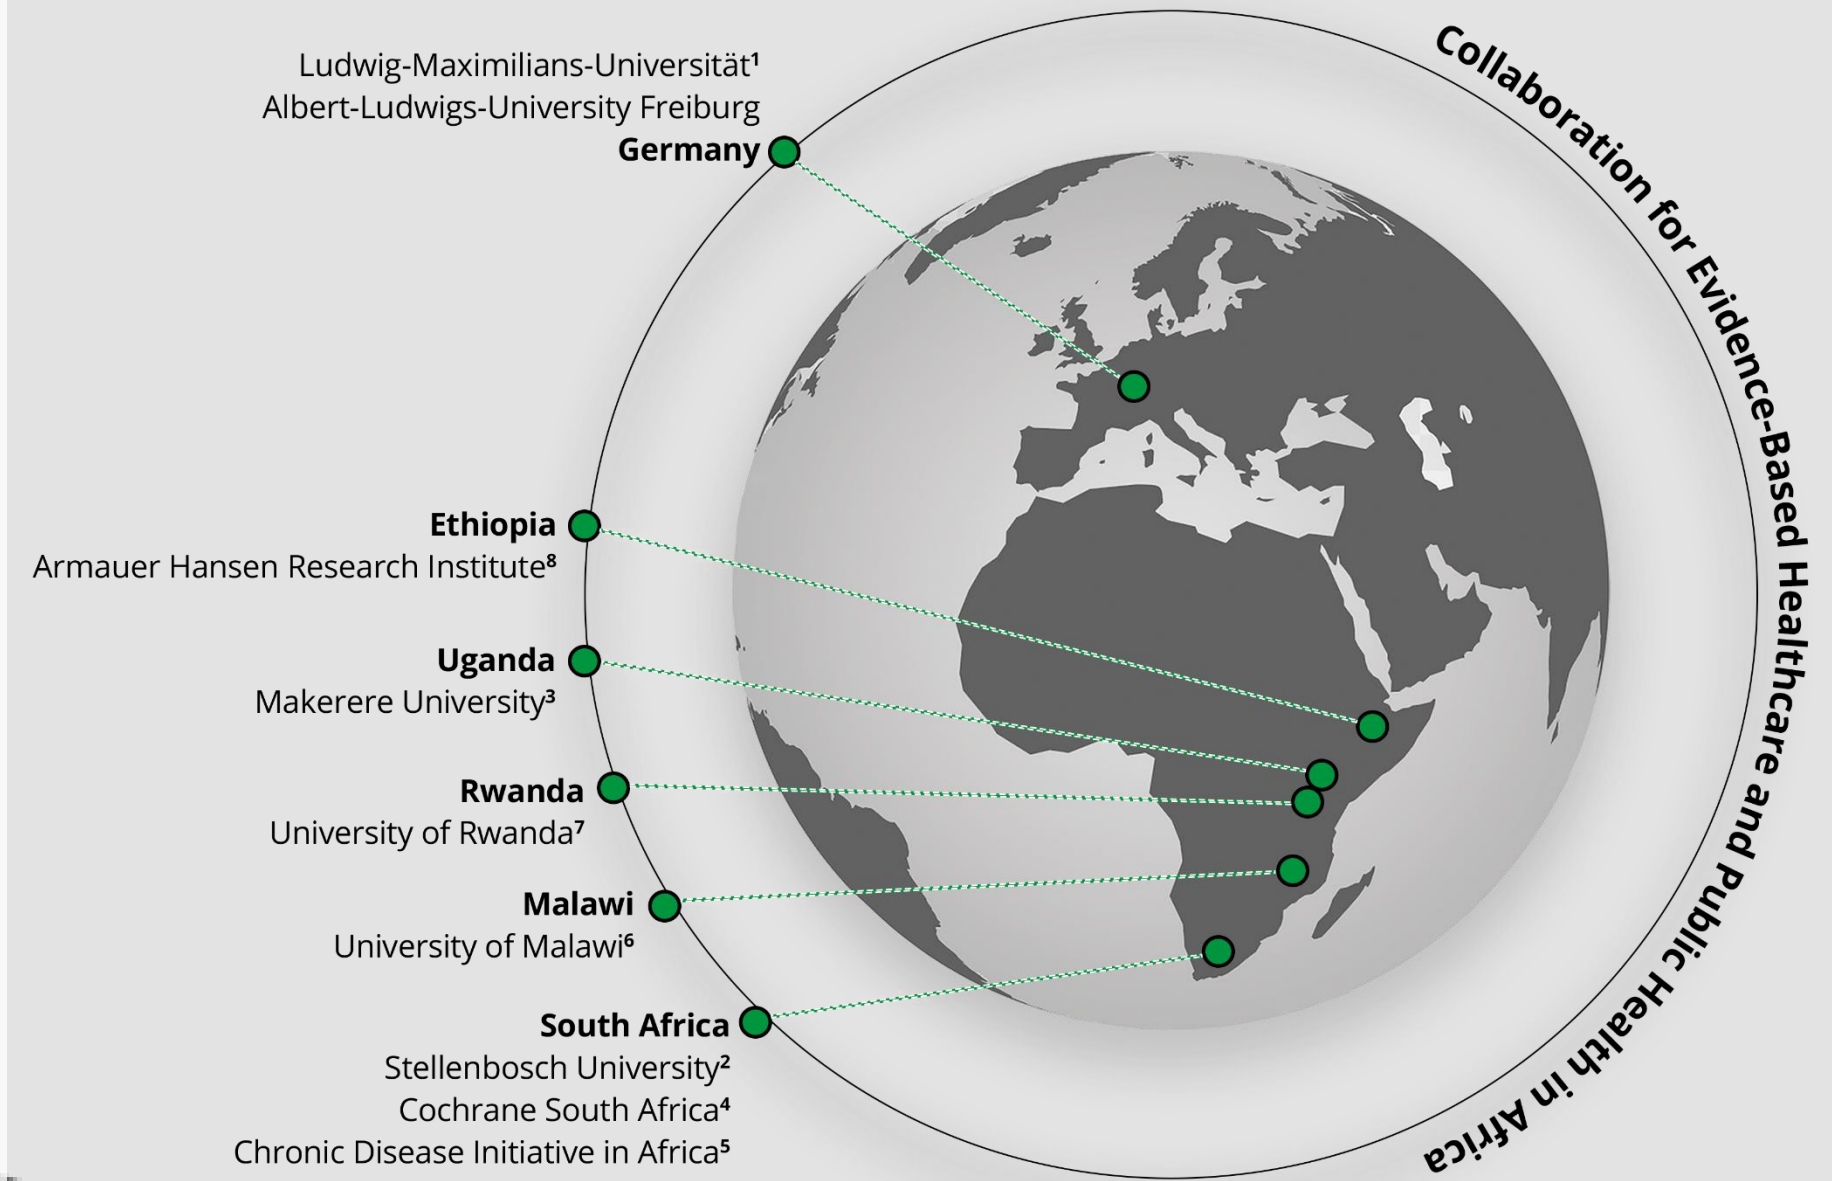 Ludwig-Maximilians-Universität¹
Albert-Ludwigs-University Freiburg
Germany
Ethiopia
Armauer Hansen Research Institute⁸
Uganda
Makerere University³
Rwanda
University of Rwanda⁷
Malawi
University of Malawi⁶
South Africa
Stellenbosch University²
Cochrane South Africa⁴
Chronic Disease Initiative in Africa⁵
Collaboration for Evidence-Based Healthcare and Public Health in Africa